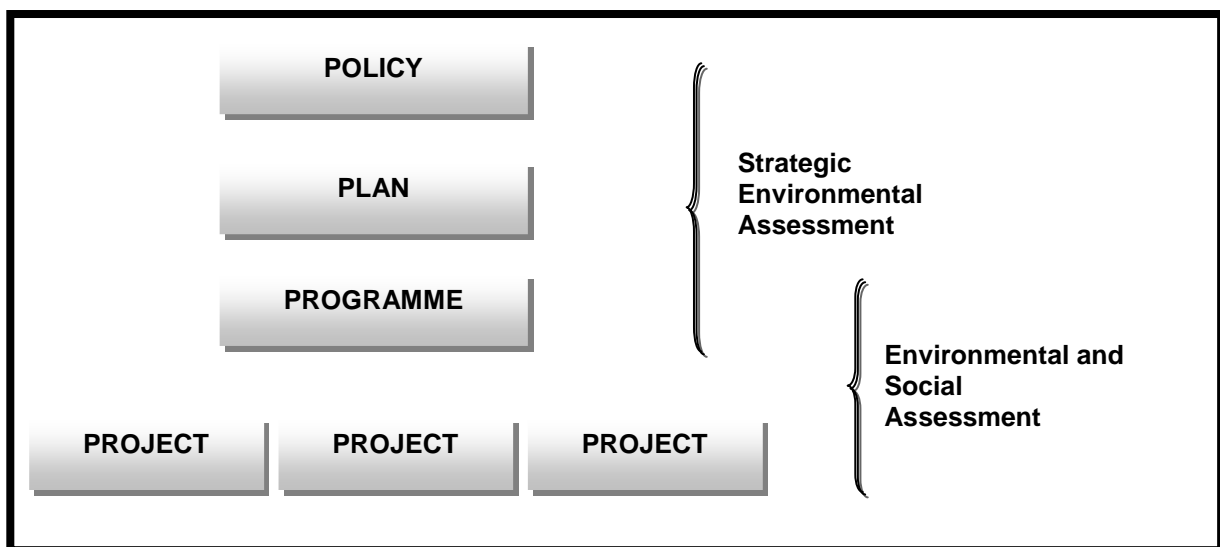 POLICY
PLAN
PROGRAMME
PROJECT
PROJECT
PROJECT
Strategic
Environmental
Assessment
Environmental and
Social
Assessment